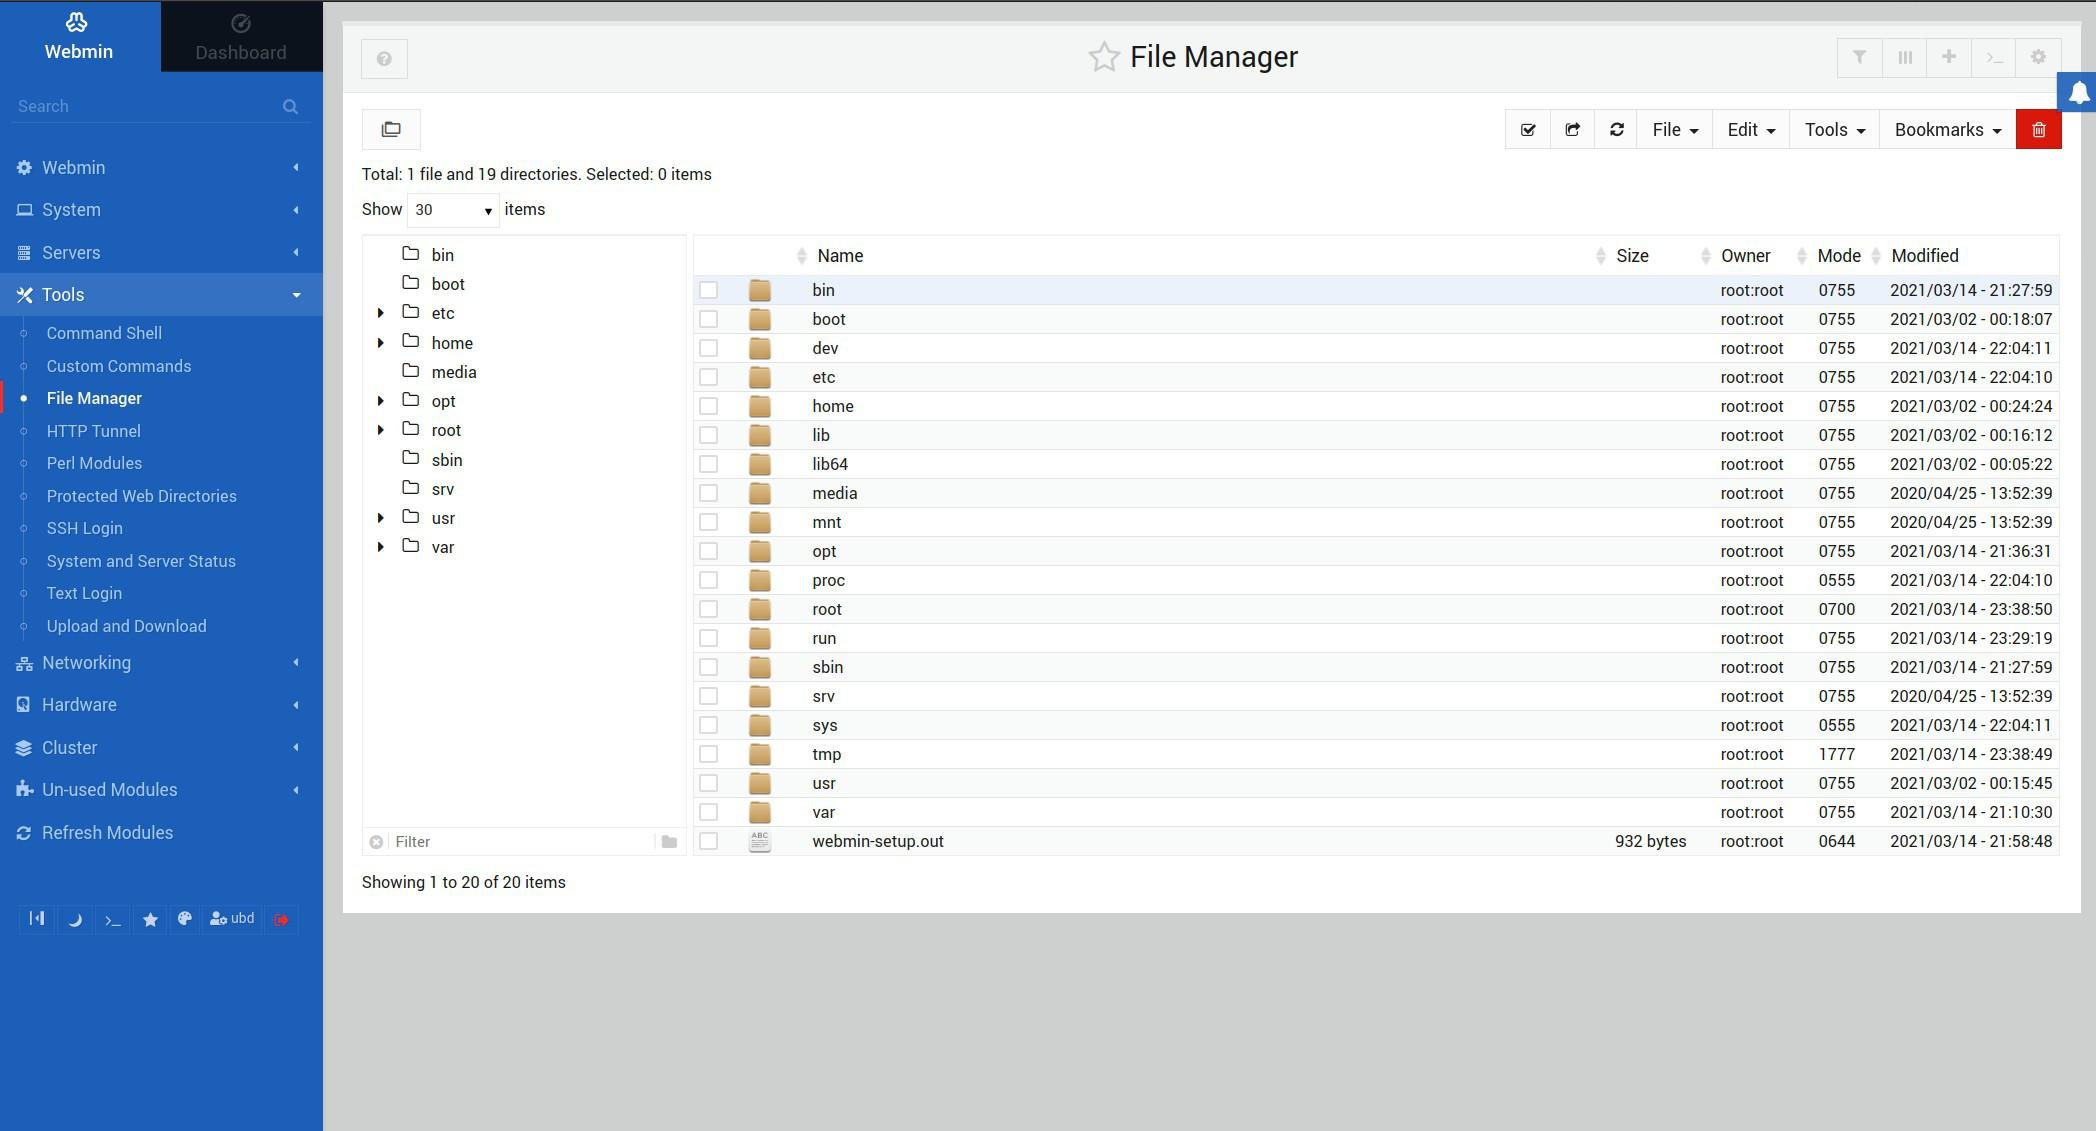 Webmin
Dashboard
Search
Webmin
System
Servers
Tools
Command Shell
Custom Commands
File Manager
HTTP Tunnel
Perl Modules
Protected Web Directories
SSH Login
System and Server Status
Text Login
Upload and Download
Networking
Hardware
Cluster
Un-used Modules
Refresh Modules
ubd
File Manager
File Edit Tools Bookmarks
Total: 1 file and 19 directories. Selected: 0 items
Show 30 items
bin
boot
etc
home
media
opt
root
sbin
srv
usr
var
Filter
Name Size Owner Mode Modified
bin root:root 0755 2021/03/14 - 21:27:59
boot root:root 0755 2021/03/02 - 00:18:07
dev root:root 0755 2021/03/14 - 22:04:11
etc root:root 0755 2021/03/14 - 22:04:10
home root:root 0755 2021/03/02 - 00:24:24
lib root:root 0755 2021/03/02 - 00:16:12
lib64 root:root 0755 2021/03/02 - 00:05:22
media root:root 0755 2020/04/25 - 13:52:39
mnt root:root 0755 2020/04/25 - 13:52:39
opt root:root 0755 2021/03/14 - 21:36:31
proc root:root 0555 2021/03/14 - 22:04:10
root root:root 0700 2021/03/14 - 23:38:50
run root:root 0755 2021/03/14 - 23:29:19
sbin root:root 0755 2021/03/14 - 21:27:59
srv root:root 0755 2020/04/25 - 13:52:39
sys root:root 0555 2021/03/14 - 22:04:11
tmp root:root 1777 2021/03/14 - 23:38:49
usr root:root 0755 2021/03/02 - 00:15:45
var root:root 0755 2021/03/14 - 21:10:30
ABC webmin-setup.out 932 bytes root:root 0644 2021/03/14 - 21:58:48
Showing 1 to 20 of 20 items